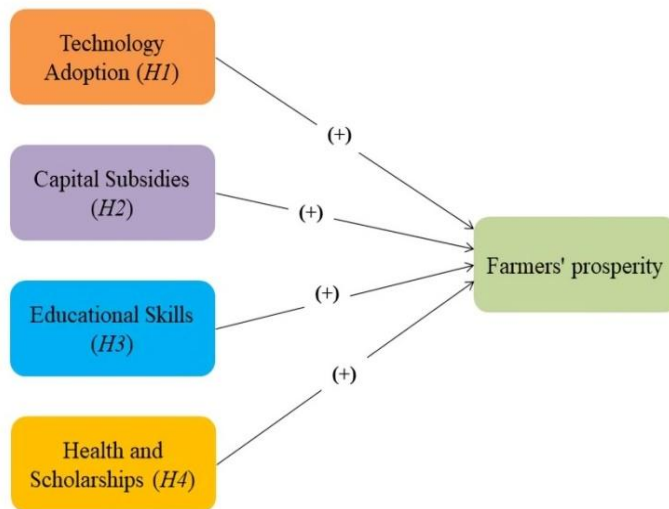 Technology
Adoption (H1)
(+)
Capital Subsidies
(H2)
(+)
Farmers' prosperity
Educational Skills
(H3)
(+)
(+)
Health and
Scholarships (H4)